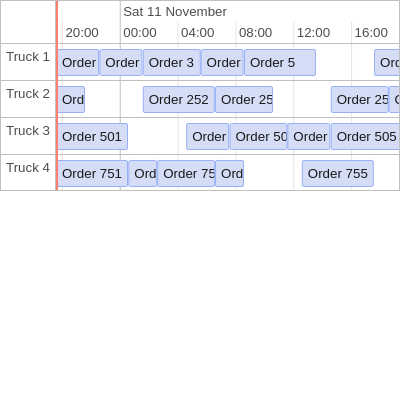 Sat 11 November
20:00 00:00 04:00 08:00 12:00 16:00
Truck 1 Order Order Order 3 Order Order 5 Ord
Truck 2 Ord Order 252 Order 25 Order 25
Truck 3 Order 501 Order Order 50 Order Order 505
Truck 4 Order 751 Ord Order 75 Ord Order 755